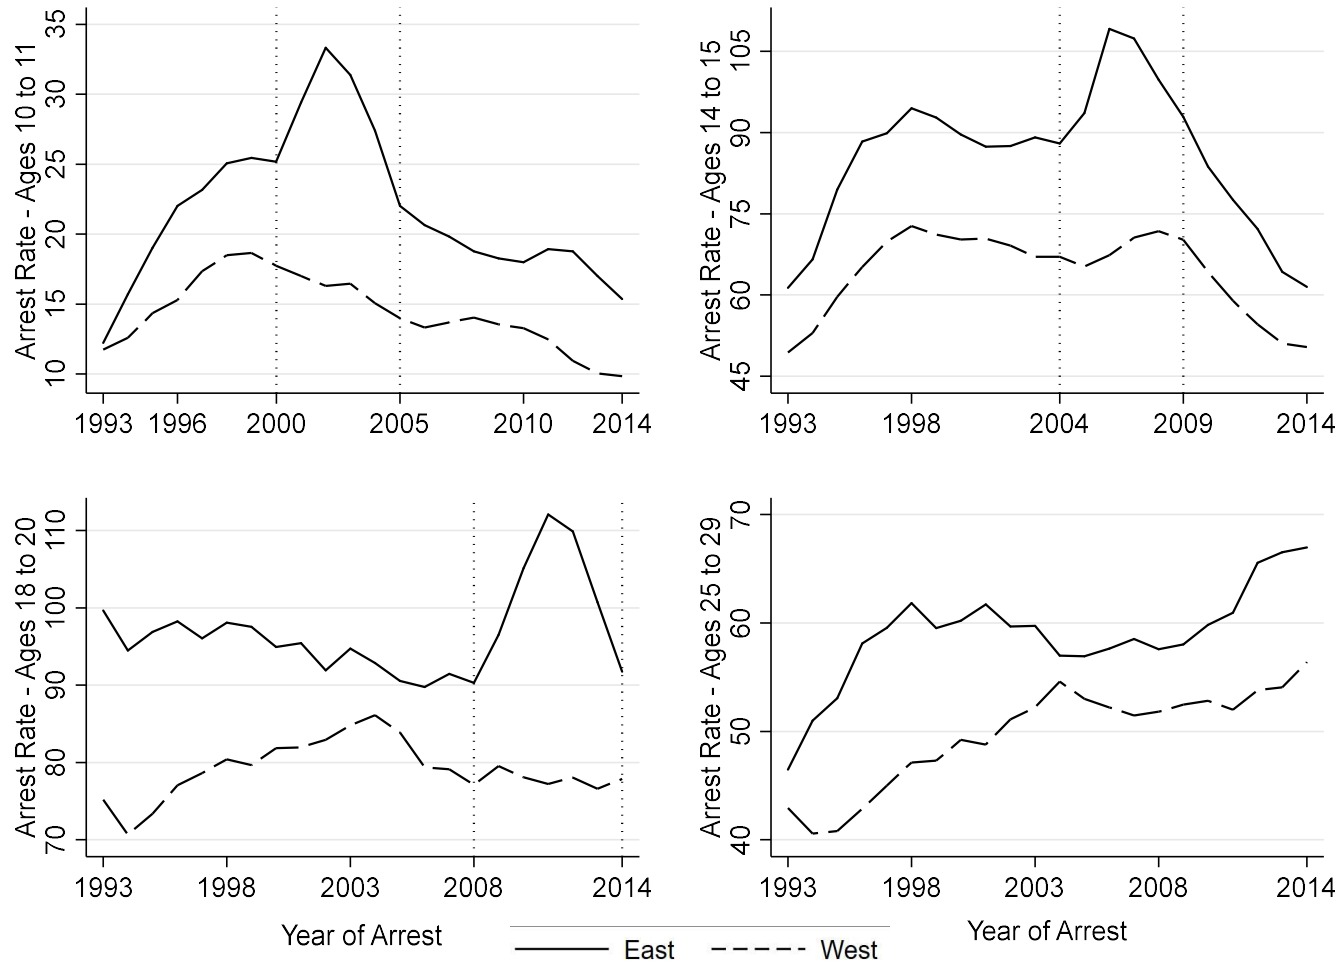 Arrest Rate - Ages 10 to 11
35
30
25
20
15
10
1993 1996 2000 2005 2010 2014
Arrest Rate - Ages 14 to 15
105
90
75
60
45
1993 1998 2004 2009 2014
Arrest Rate - Ages 18 to 20
110
100
90
80
70
1993 1998 2003 2008 2014
Year of Arrest
Arrest Rate - Ages 25 to 29
70
60
50
40
1993 1998 2003 2008 2014
Year of Arrest
East West